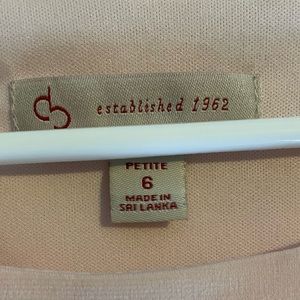 established 1962
PETITE
6
MADE IN
SRI LANKA